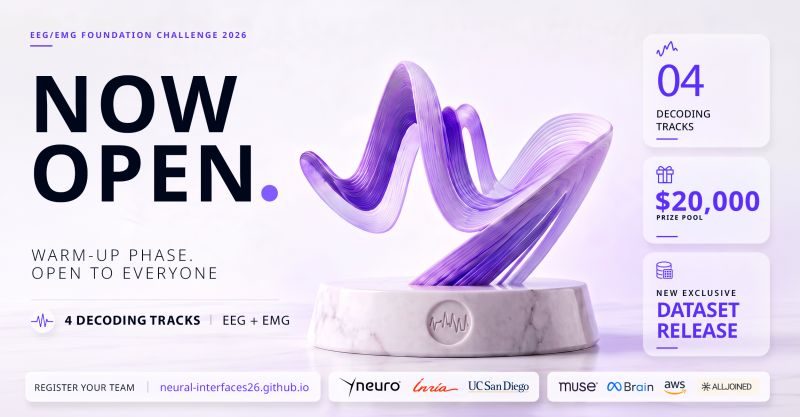 EEG/EMG FOUNDATION CHALLENGE 2026
NOW
OPEN.
WARM-UP PHASE.
OPEN TO EVERYONE
4 DECODING TRACKS | EEG + EMG
04
DECODING
TRACKS
$20,000
PRIZE POOL
NEW EXCLUSIVE
DATASET
RELEASE
REGISTER YOUR TEAM | neural-interfaces26.github.io
yneuro
Inria
UC San Diego
muse
Brain
aws
ALLJOINED